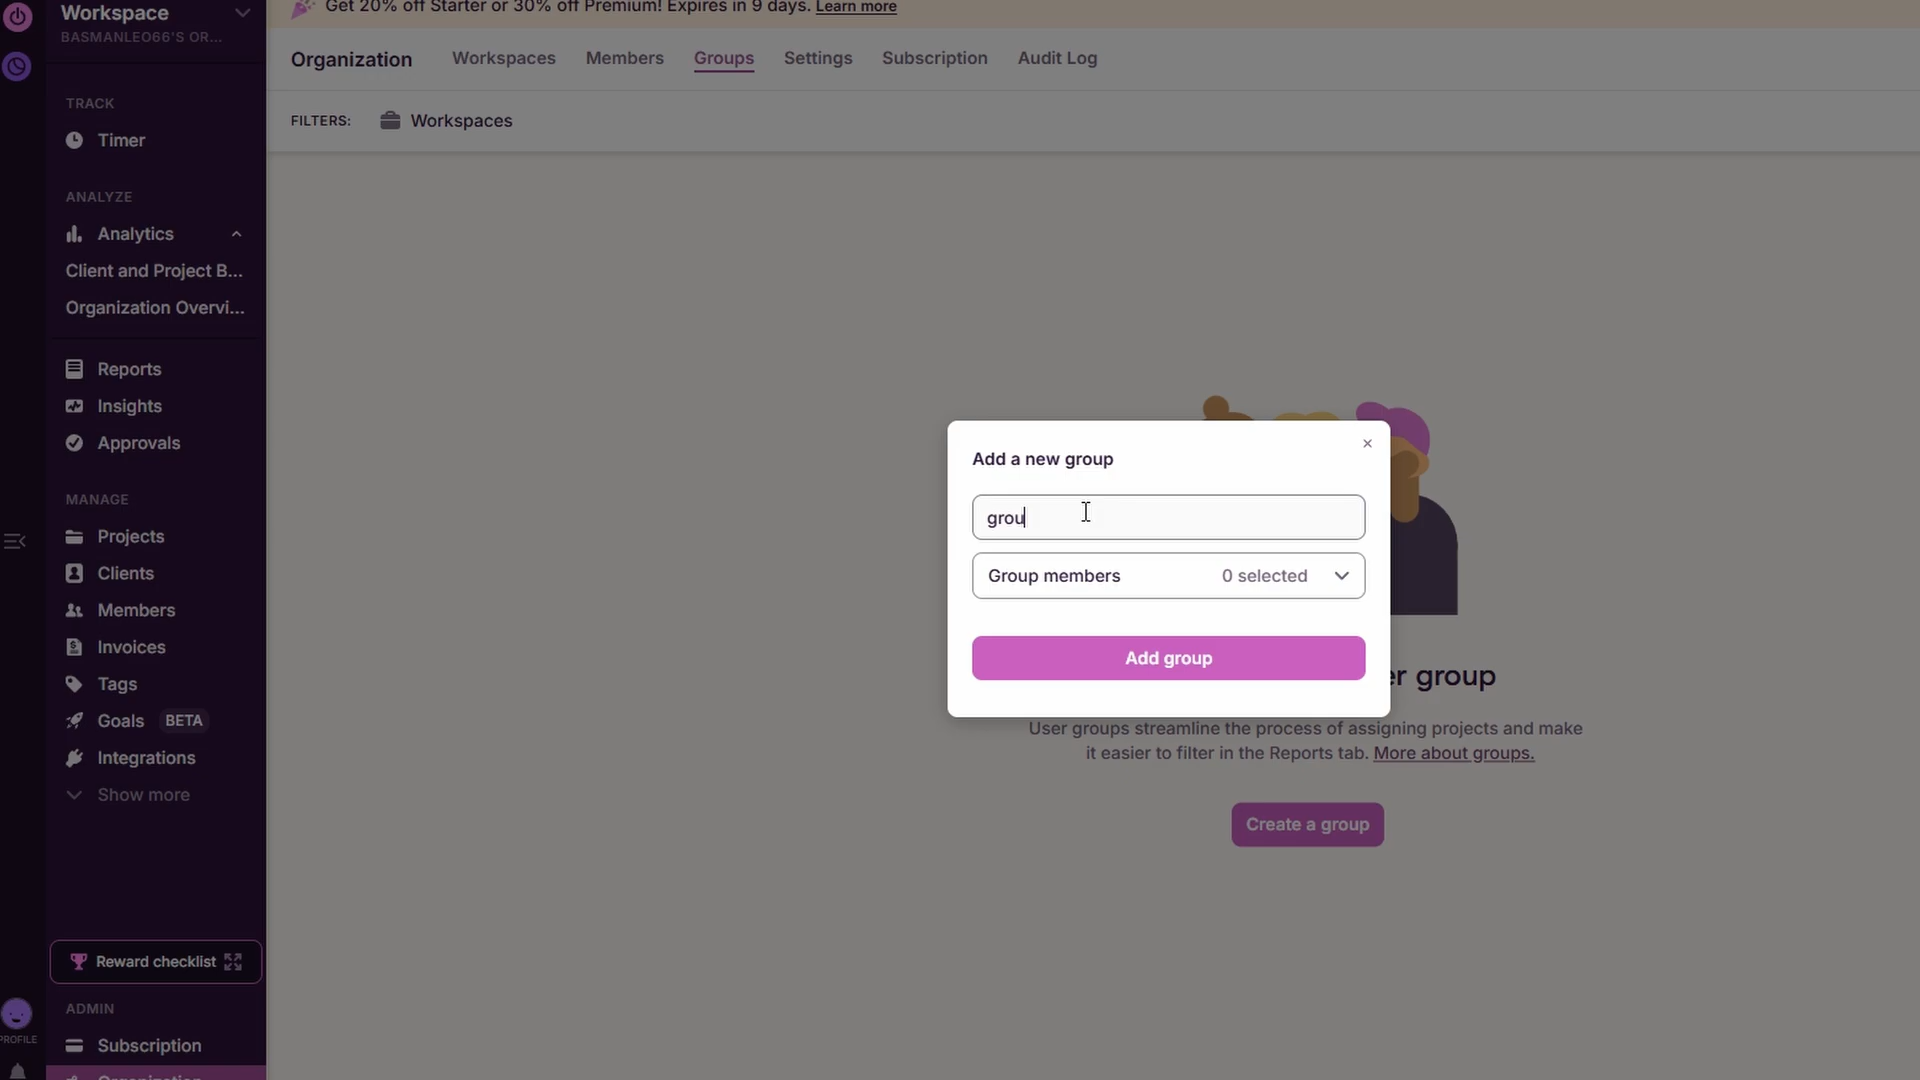 Get 20% off Starter or 30% off Premium! Expires in 9 days. Learn more
Workspace
BASMANLEO66'S OR...
Organization Workspaces Members Groups Settings Subscription Audit Log
FILTERS: Workspaces
TRACK
Timer
ANALYZE
Analytics
Client and Project B...
Organization Overvi...
Reports
Insights
Approvals
MANAGE
Projects
Clients
Members
Invoices
Tags
Goals BETA
Integrations
Show more
Reward checklist
ADMIN
PROFILE
Subscription
Organization
Add a new group
×
grou
Group members 0 selected
Add group
er group
User groups streamline the process of assigning projects and make
it easier to filter in the Reports tab. More about groups.
Create a group